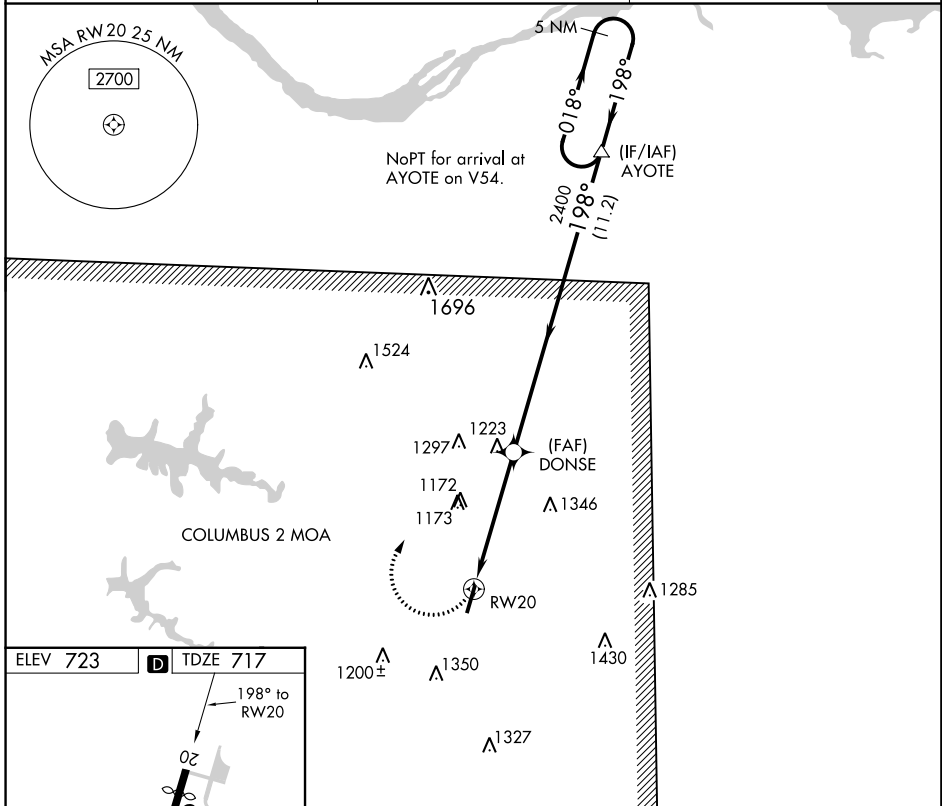 MSA RW20 25 NM
2700
5 NM
018°
198°
(IF/IAF)
AYOTE
NoPT for arrival at
AYOTE on V54.
2400
198°
(11.2)
1696
1524
1297
1223
(FAF)
DONSE
1172
1173
1346
COLUMBUS 2 MOA
RW20
1285
1430
1200±
1350
1327
ELEV 723
D
TDZE 717
198° to
RW20
20